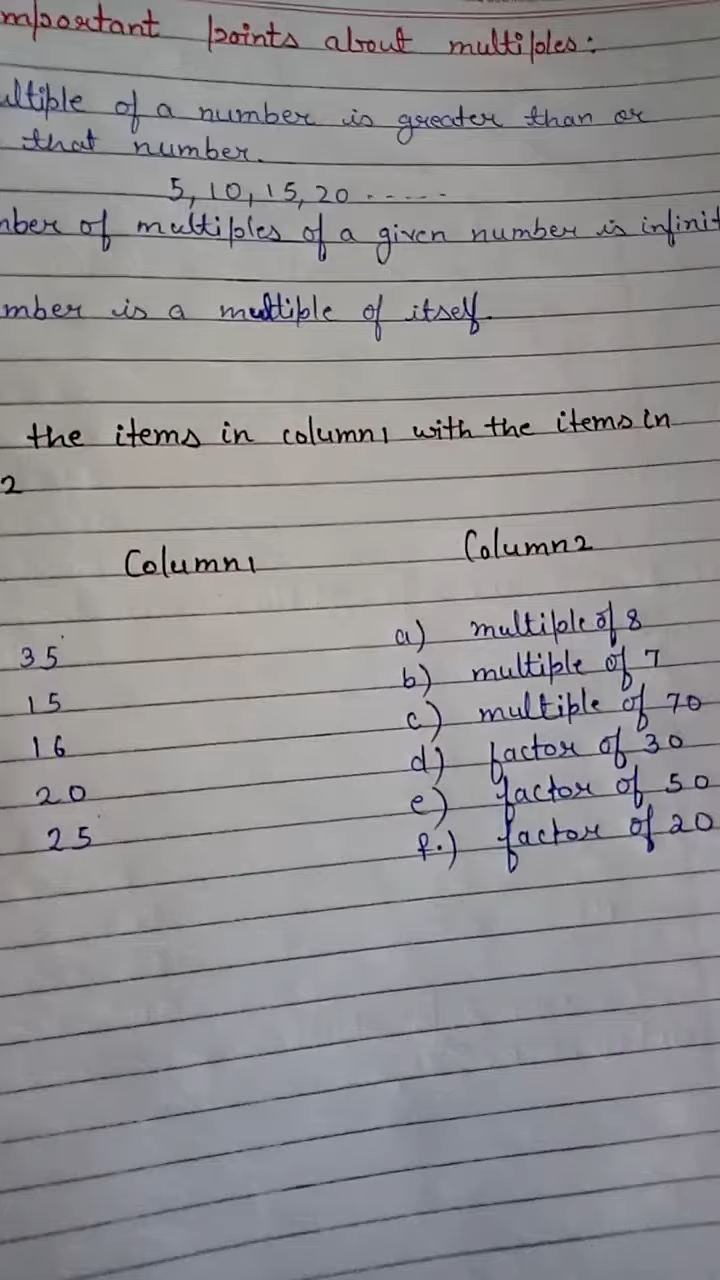 mportant points about multiples:
ultiple of a number is greater than or
that number.
5, 10, 15, 20 .....
mber of multiples of a given number is infinit
mber is a multiple of itself.
the items in column1 with the items in
2
Column1 Column2
35 a) multiple of 8
15 b) multiple of 7
16 c) multiple of 70
20 d) factor of 30
25 e) factor of 50
f.) factor of 20